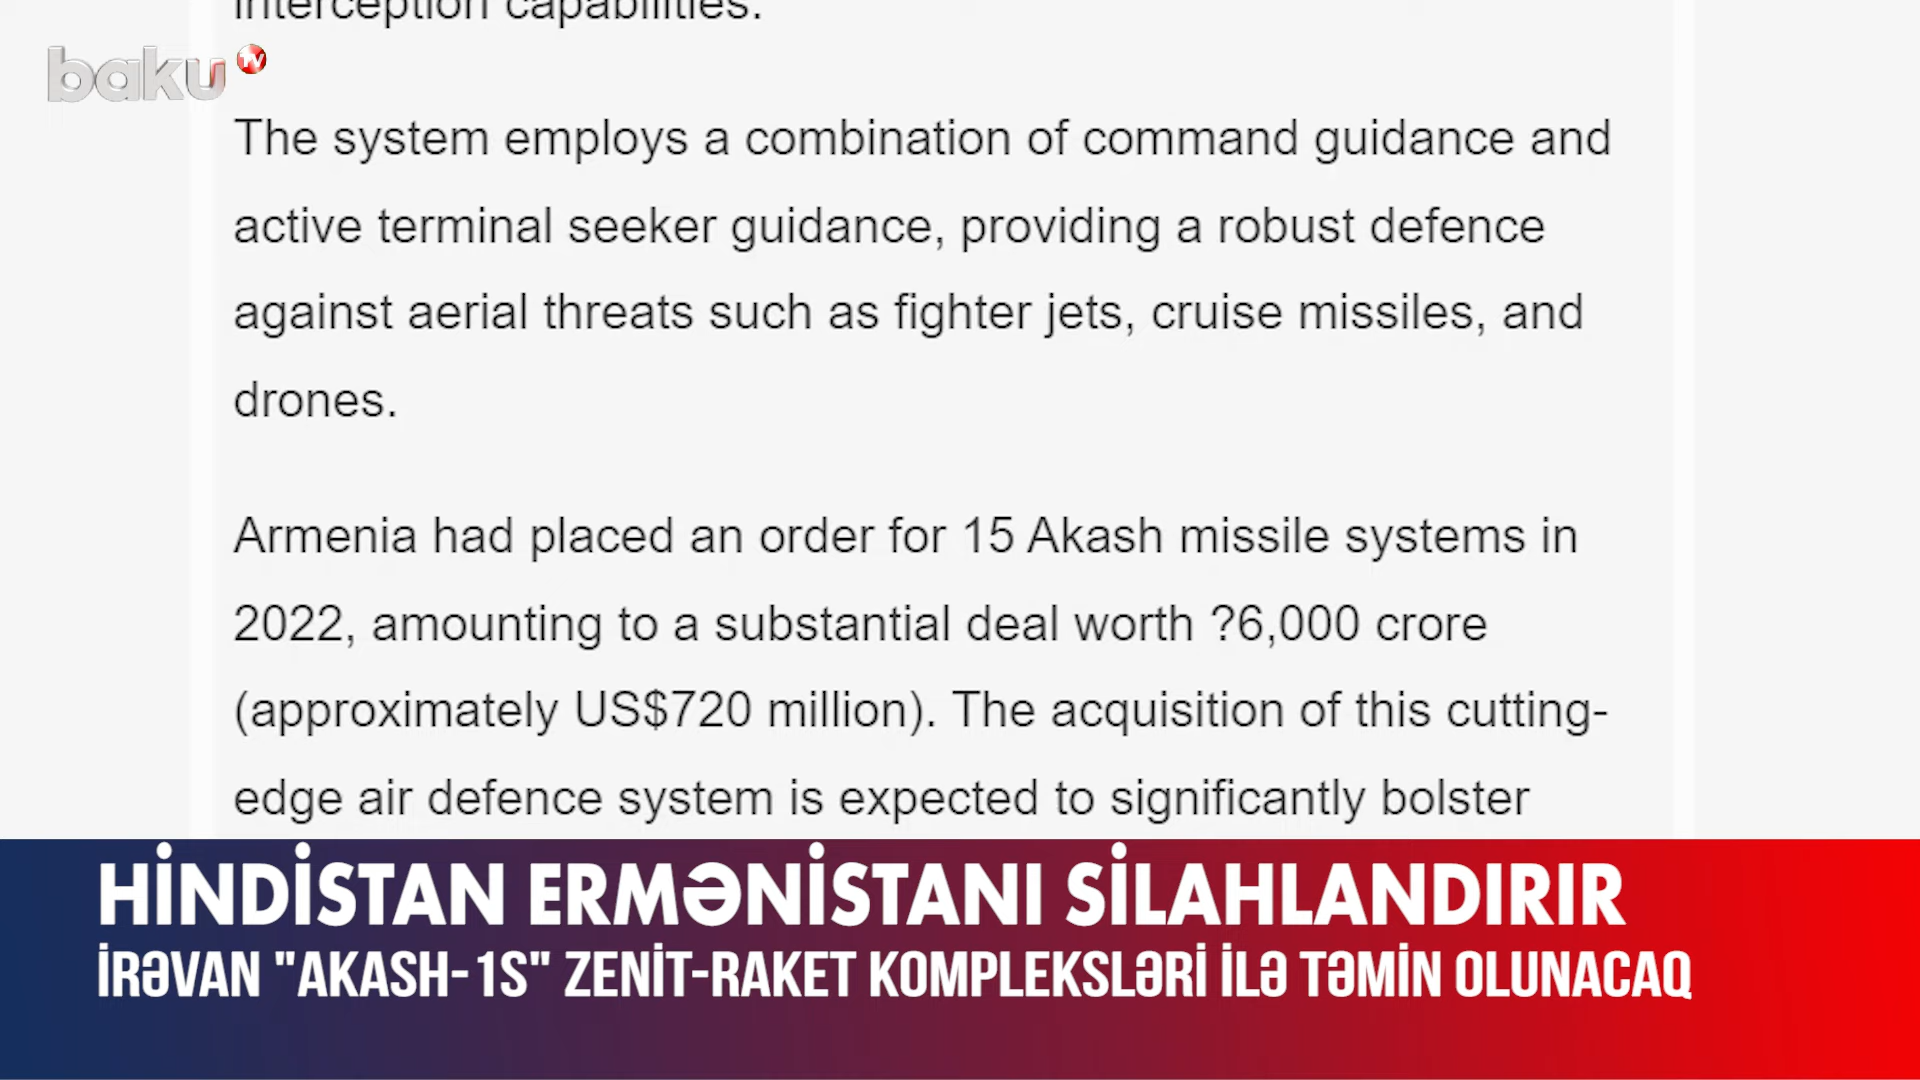 interception capabilities.
baku tv
The system employs a combination of command guidance and
active terminal seeker guidance, providing a robust defence
against aerial threats such as fighter jets, cruise missiles, and
drones.
Armenia had placed an order for 15 Akash missile systems in
2022, amounting to a substantial deal worth ?6,000 crore
(approximately US$720 million). The acquisition of this cutting-
edge air defence system is expected to significantly bolster
HİNDİSTAN ERMƏNİSTANI SİLAHLANDIRIR
İRƏVAN "AKASH-1S" ZENİT-RAKET KOMPLEKSLƏRİ İLƏ TƏMİN OLUNACAQ